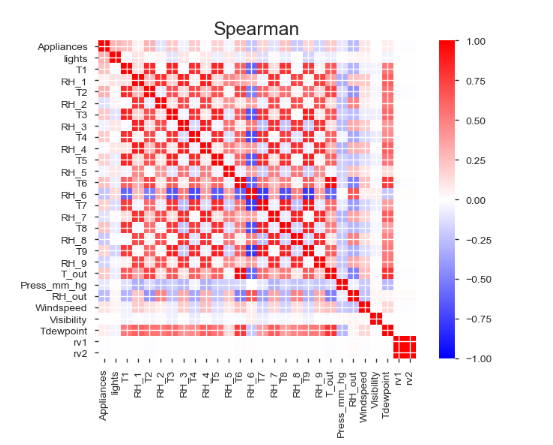 Spearman
Appliances
lights
T1
RH_1
T2
RH_2
T3
RH_3
T4
RH_4
T5
RH_5
T6
RH_6
T7
RH_7
T8
RH_8
T9
RH_9
T_out
Press_mm_hg
RH_out
Windspeed
Visibility
Tdewpoint
rv1
rv2
1.00
0.75
0.50
0.25
0.00
−0.25
−0.50
−0.75
−1.00
Appliances
lights
T1
RH_1
T2
RH_2
T3
RH_3
T4
RH_4
T5
RH_5
T6
RH_6
T7
RH_7
T8
RH_8
T9
RH_9
T_out
Press_mm_hg
RH_out
Windspeed
Visibility
Tdewpoint
rv1
rv2